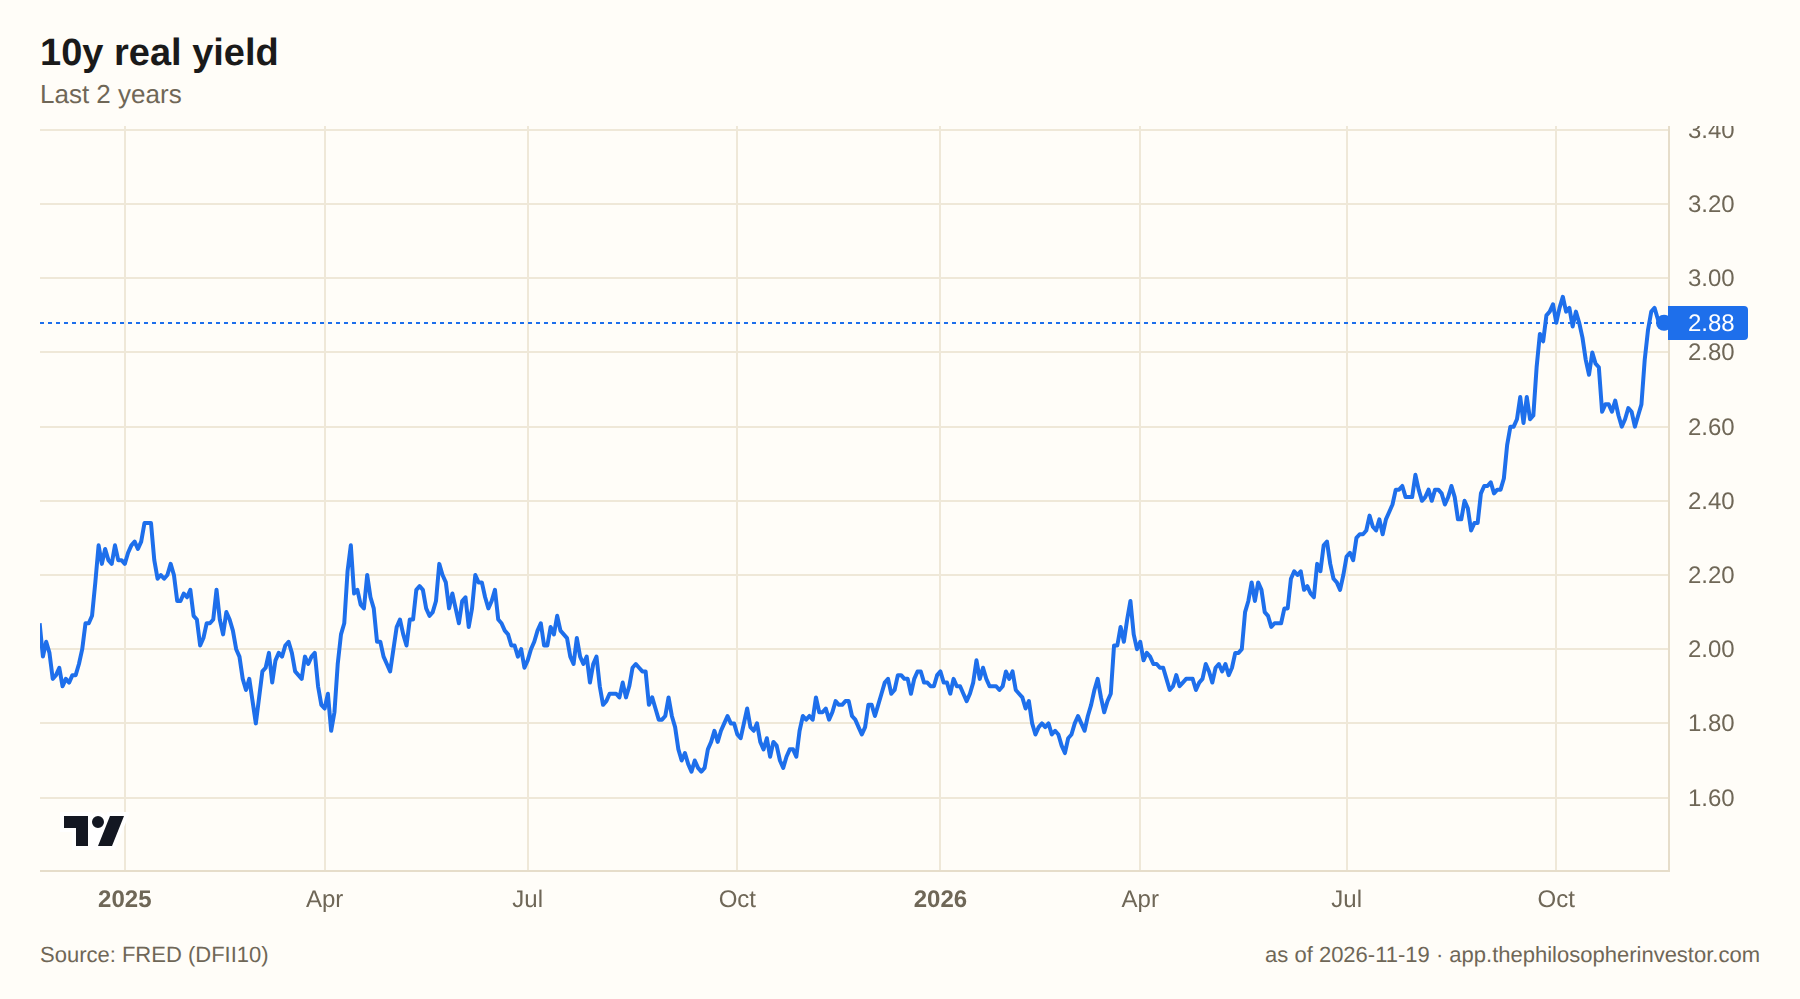 10y real yield
Last 2 years
3.40
3.20
3.00
2.88
2.80
2.60
2.40
2.20
2.00
1.80
1.60
2025 Apr Jul Oct 2026 Apr Jul Oct
Source: FRED (DFII10)
as of 2026-11-19 · app.thephilosopherinvestor.com